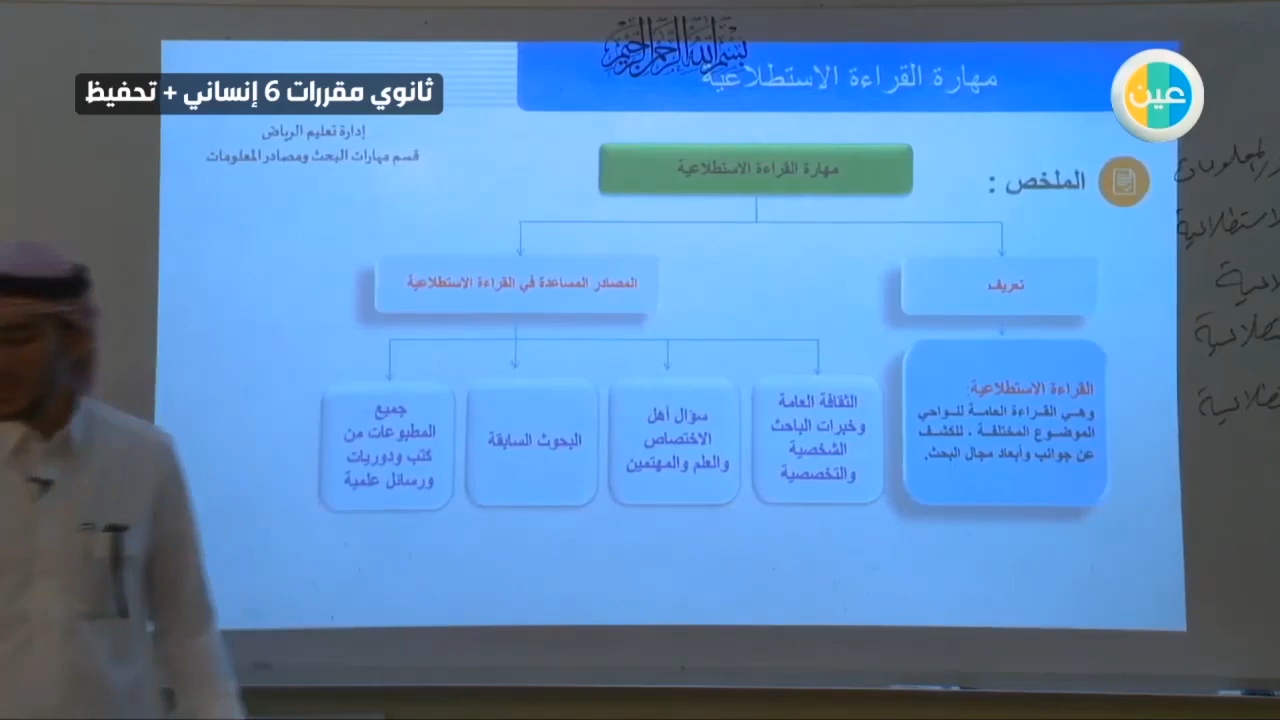 بسم الله الرحمن الرحيم
مهارة القراءة الاستطلاعية
عين
ثانوي مقررات 6 إنساني + تحفيظ
إدارة تعليم الرياض
قسم مهارات البحث ومصادر المعلومات
الملخص :
مهارة القراءة الاستطلاعية
تعريف
المصادر المساعدة في القراءة الاستطلاعية
القراءة الاستطلاعية:
وهي القراءة العامة لنواحي
الموضوع المختلفة ، للكشف
عن جوانب وأبعاد مجال البحث.
الثقافة العامة
وخبرات الباحث
الشخصية
والتخصصية
سؤال أهل
الاختصاص
والعلم والمهتمين
البحوث السابقة
جميع
المطبوعات من
كتب ودوريات
ورسائل علمية